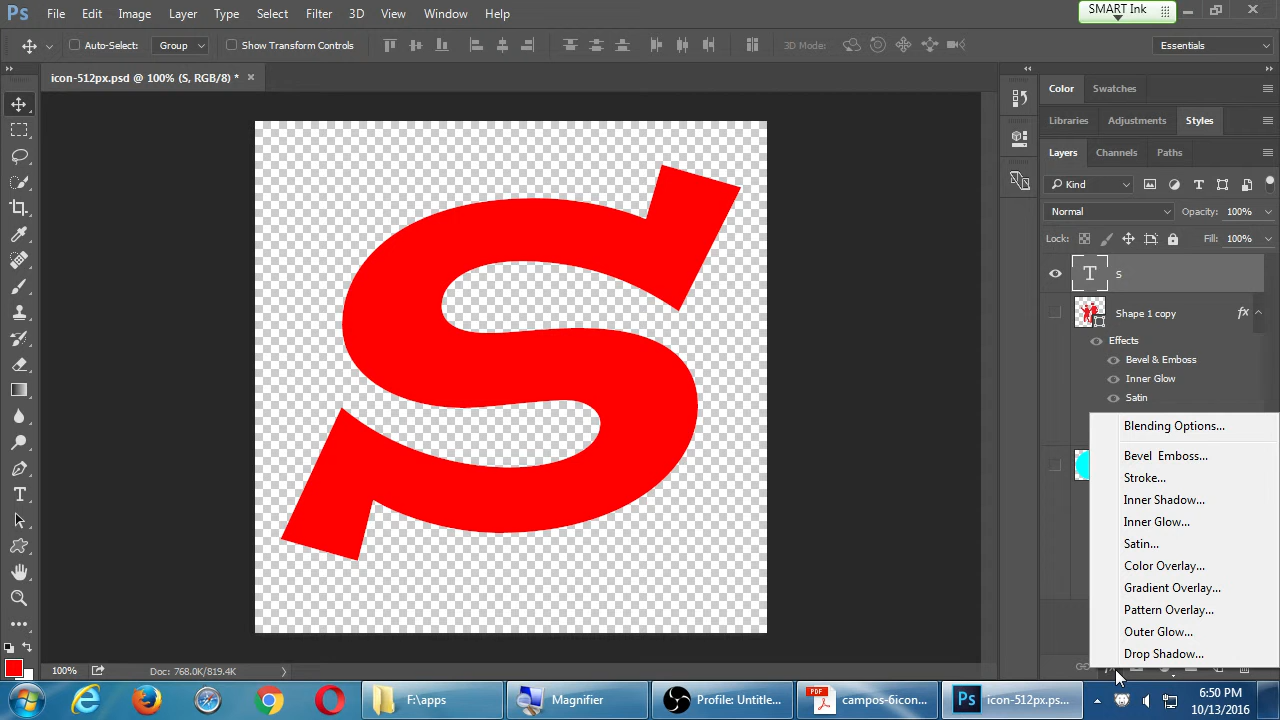 Ps File Edit Image Layer Type Select Filter 3D View Window Help
SMART Ink
Auto-Select: Group Show Transform Controls 3D Mode: Essentials
icon-512px.psd @ 100% (S, RGB/8) * ×
Color Swatches
Libraries Adjustments Styles
Layers Channels Paths
Kind T
Normal Opacity: 100%
Lock: Fill: 100%
T S
Shape 1 copy fx
Effects
Bevel & Emboss
Inner Glow
Satin
S
Blending Options...
Bevel Emboss...
Stroke...
Inner Shadow...
Inner Glow...
Satin...
Color Overlay...
Gradient Overlay...
Pattern Overlay...
Outer Glow...
Drop Shadow...
T
100% Doc: 768.0K/819.4K
F:\apps Magnifier Profile: Untitle... PDF campos-6icon... Ps icon-512px.ps...
6:50 PM
10/13/2016